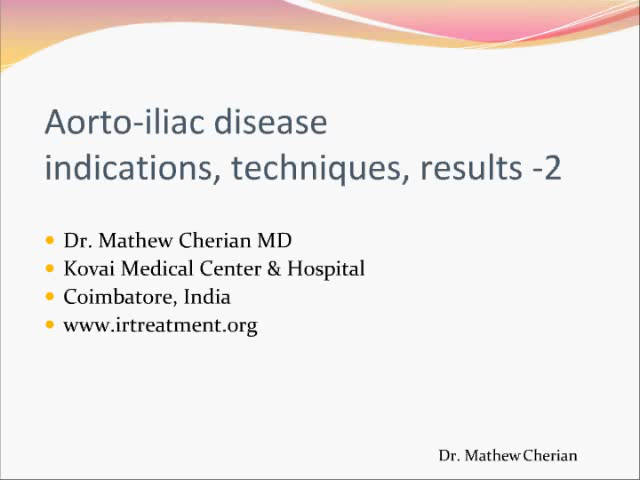 Aorto-iliac disease
indications, techniques, results -2
Dr. Mathew Cherian MD
Kovai Medical Center & Hospital
Coimbatore, India
www.irtreatment.org
Dr. Mathew Cherian